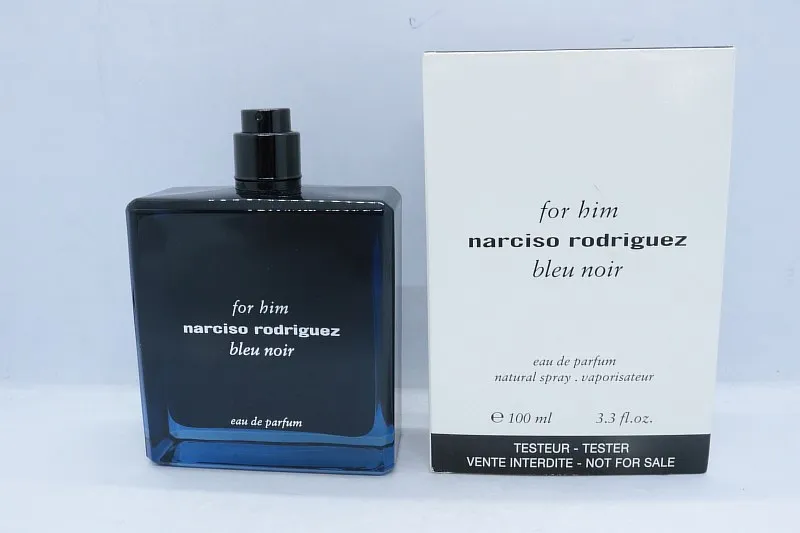 for him
narciso rodriguez
bleu noir
eau de parfum
for him
narciso rodriguez
bleu noir
eau de parfum
natural spray . vaporisateur
℮ 100 ml 3.3 fl.oz.
TESTEUR - TESTER
VENTE INTERDITE - NOT FOR SALE